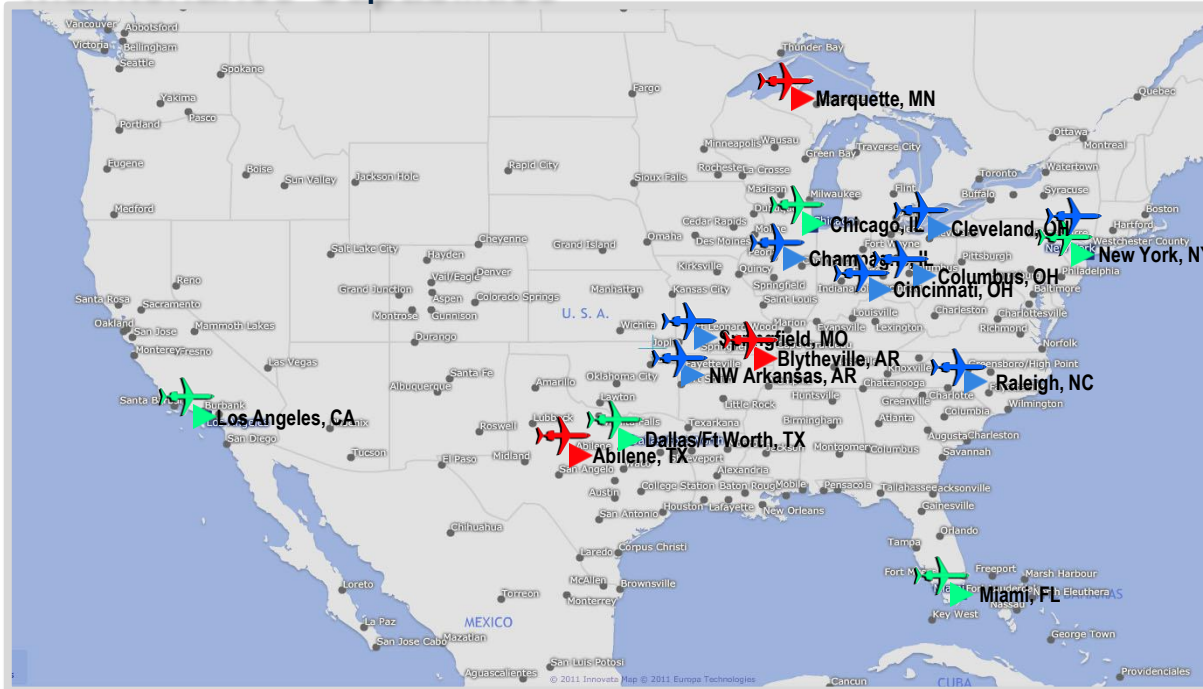 Vancouver
Abbotsford
Bellingham
Victoria
Seattle
Spokane
Yakima
Pasco
Portland
Eugene
Medford
Boise
Sun Valley
Jackson Hole
Fargo
Thunder Bay
Marquette, MN
Quebec
Ottawa
Montreal
Minneapolis
Wausau
Green Bay
Traverse City
Toronto
Watertown
Rapid City
Sioux Falls
Rochester
La Crosse
Madison
Milwaukee
Flint
Buffalo
Syracuse
Boston
Hartford
Westchester County
Chicago, IL
Cleveland, OH
New York, NY
Cedar Rapids
Moline
Des Moines
Omaha
Fort Wayne
Pittsburgh
Philadelphia
Champagne, IL
Columbus, OH
Cincinnati, OH
Baltimore
Salt Lake City
Hayden
Cheyenne
Grand Island
Vail/Eagle
Denver
Kirksville
Quincy
Springfield
Reno
Grand Junction
Aspen
Colorado Springs
Manhattan
Kansas City
Saint Louis
Louisville
Lexington
Charleston
Charlottesville
Richmond
Santa Rosa
Sacramento
Oakland
San Jose
Mammoth Lakes
Montrose
Gunnison
Durango
U. S. A.
Wichita
Marion
Evansville
Norfolk
Monterey
Fresno
Las Vegas
Springfield, MO
Blytheville, AR
NW Arkansas, AR
Knoxville
Greensboro/High Point
Raleigh, NC
Santa Fe
Albuquerque
Amarillo
Oklahoma City
Lawton
Little Rock
Huntsville
Chattanooga
Greenville
Charlotte
Wilmington
Columbia
Atlanta
Birmingham
Burbank
Los Angeles, CA
San Diego
Tucson
Roswell
Lubbock
Dallas/Ft Worth, TX
Abilene, TX
Texarkana
Augusta
Charleston
Savannah
El Paso
Midland
San Angelo
Montgomery
Columbus
Alexandria
Austin
College Station
Baton Roug
Mobile
Pensacola
Tallahassee
Jacksonville
Gainesville
San Antonio
Houston
Lafayette
New Orleans
Orlando
Tampa
Chihuahua
Laredo
Corpus Christi
Freeport
Marsh Harbour
North Eleuthera
Miami, FL
Nassau
Key West
Loreto
Torreon
McAllen
Brownsville
Monterrey
La Paz
San Jose Cabo
Mazatlan
MEXICO
George Town
Aguascalientes
San Luis Potosi
© 2011 Innovata Map © 2011 Europa Technologies
Cancun
CUBA
Providenciales